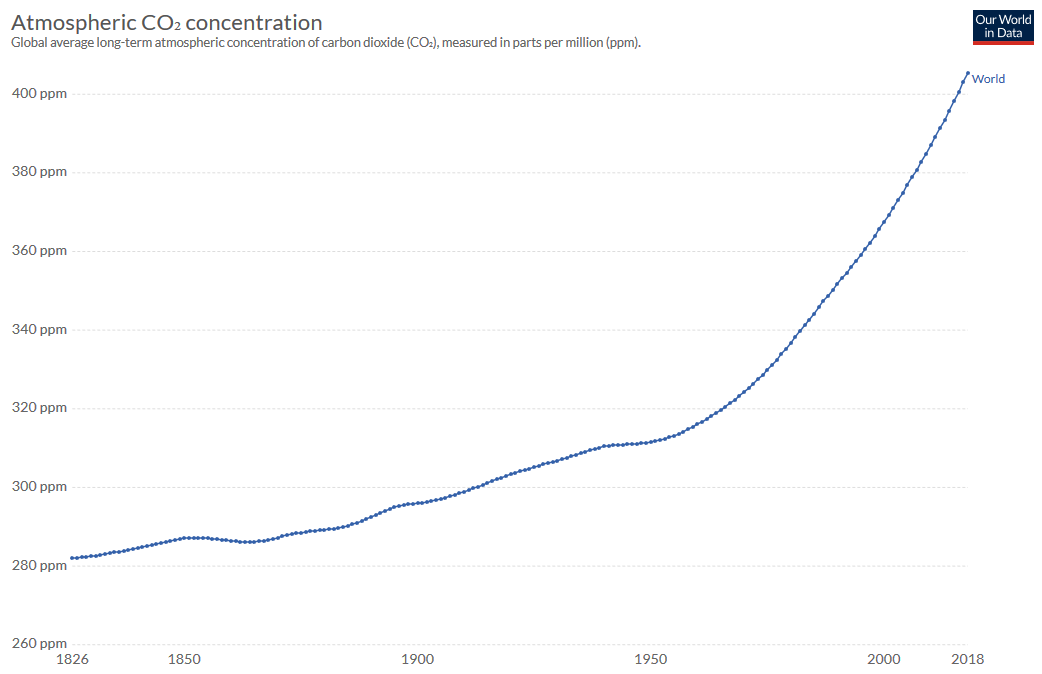 Atmospheric CO₂ concentration
Global average long-term atmospheric concentration of carbon dioxide (CO₂), measured in parts per million (ppm).
Our World
in Data
400 ppm
World
380 ppm
360 ppm
340 ppm
320 ppm
300 ppm
280 ppm
260 ppm
1826 1850 1900 1950 2000 2018